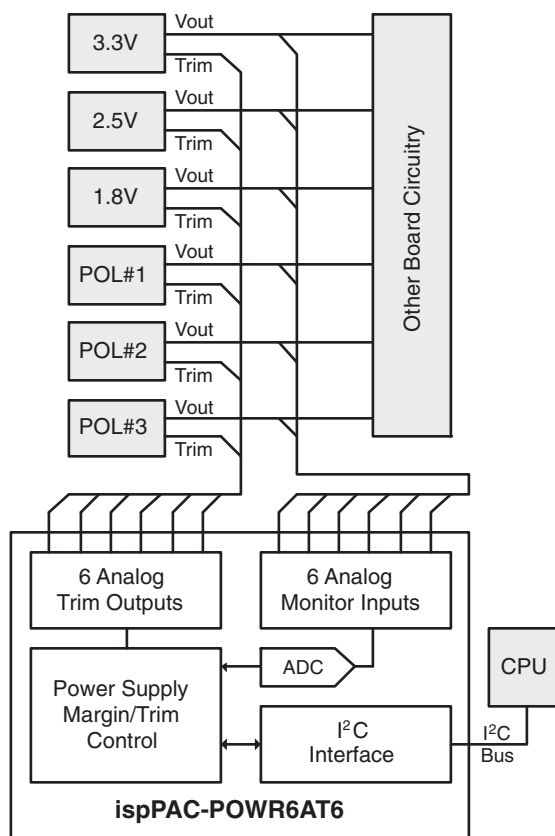 3.3V
Vout
Trim
2.5V
Vout
Trim
1.8V
Vout
Trim
POL#1
Vout
Trim
POL#2
Vout
Trim
POL#3
Vout
Trim
Other Board Circuitry
6 Analog
Trim Outputs
6 Analog
Monitor Inputs
ADC
Power Supply
Margin/Trim
Control
I²C
Interface
CPU
I²C
Bus
ispPAC-POWR6AT6